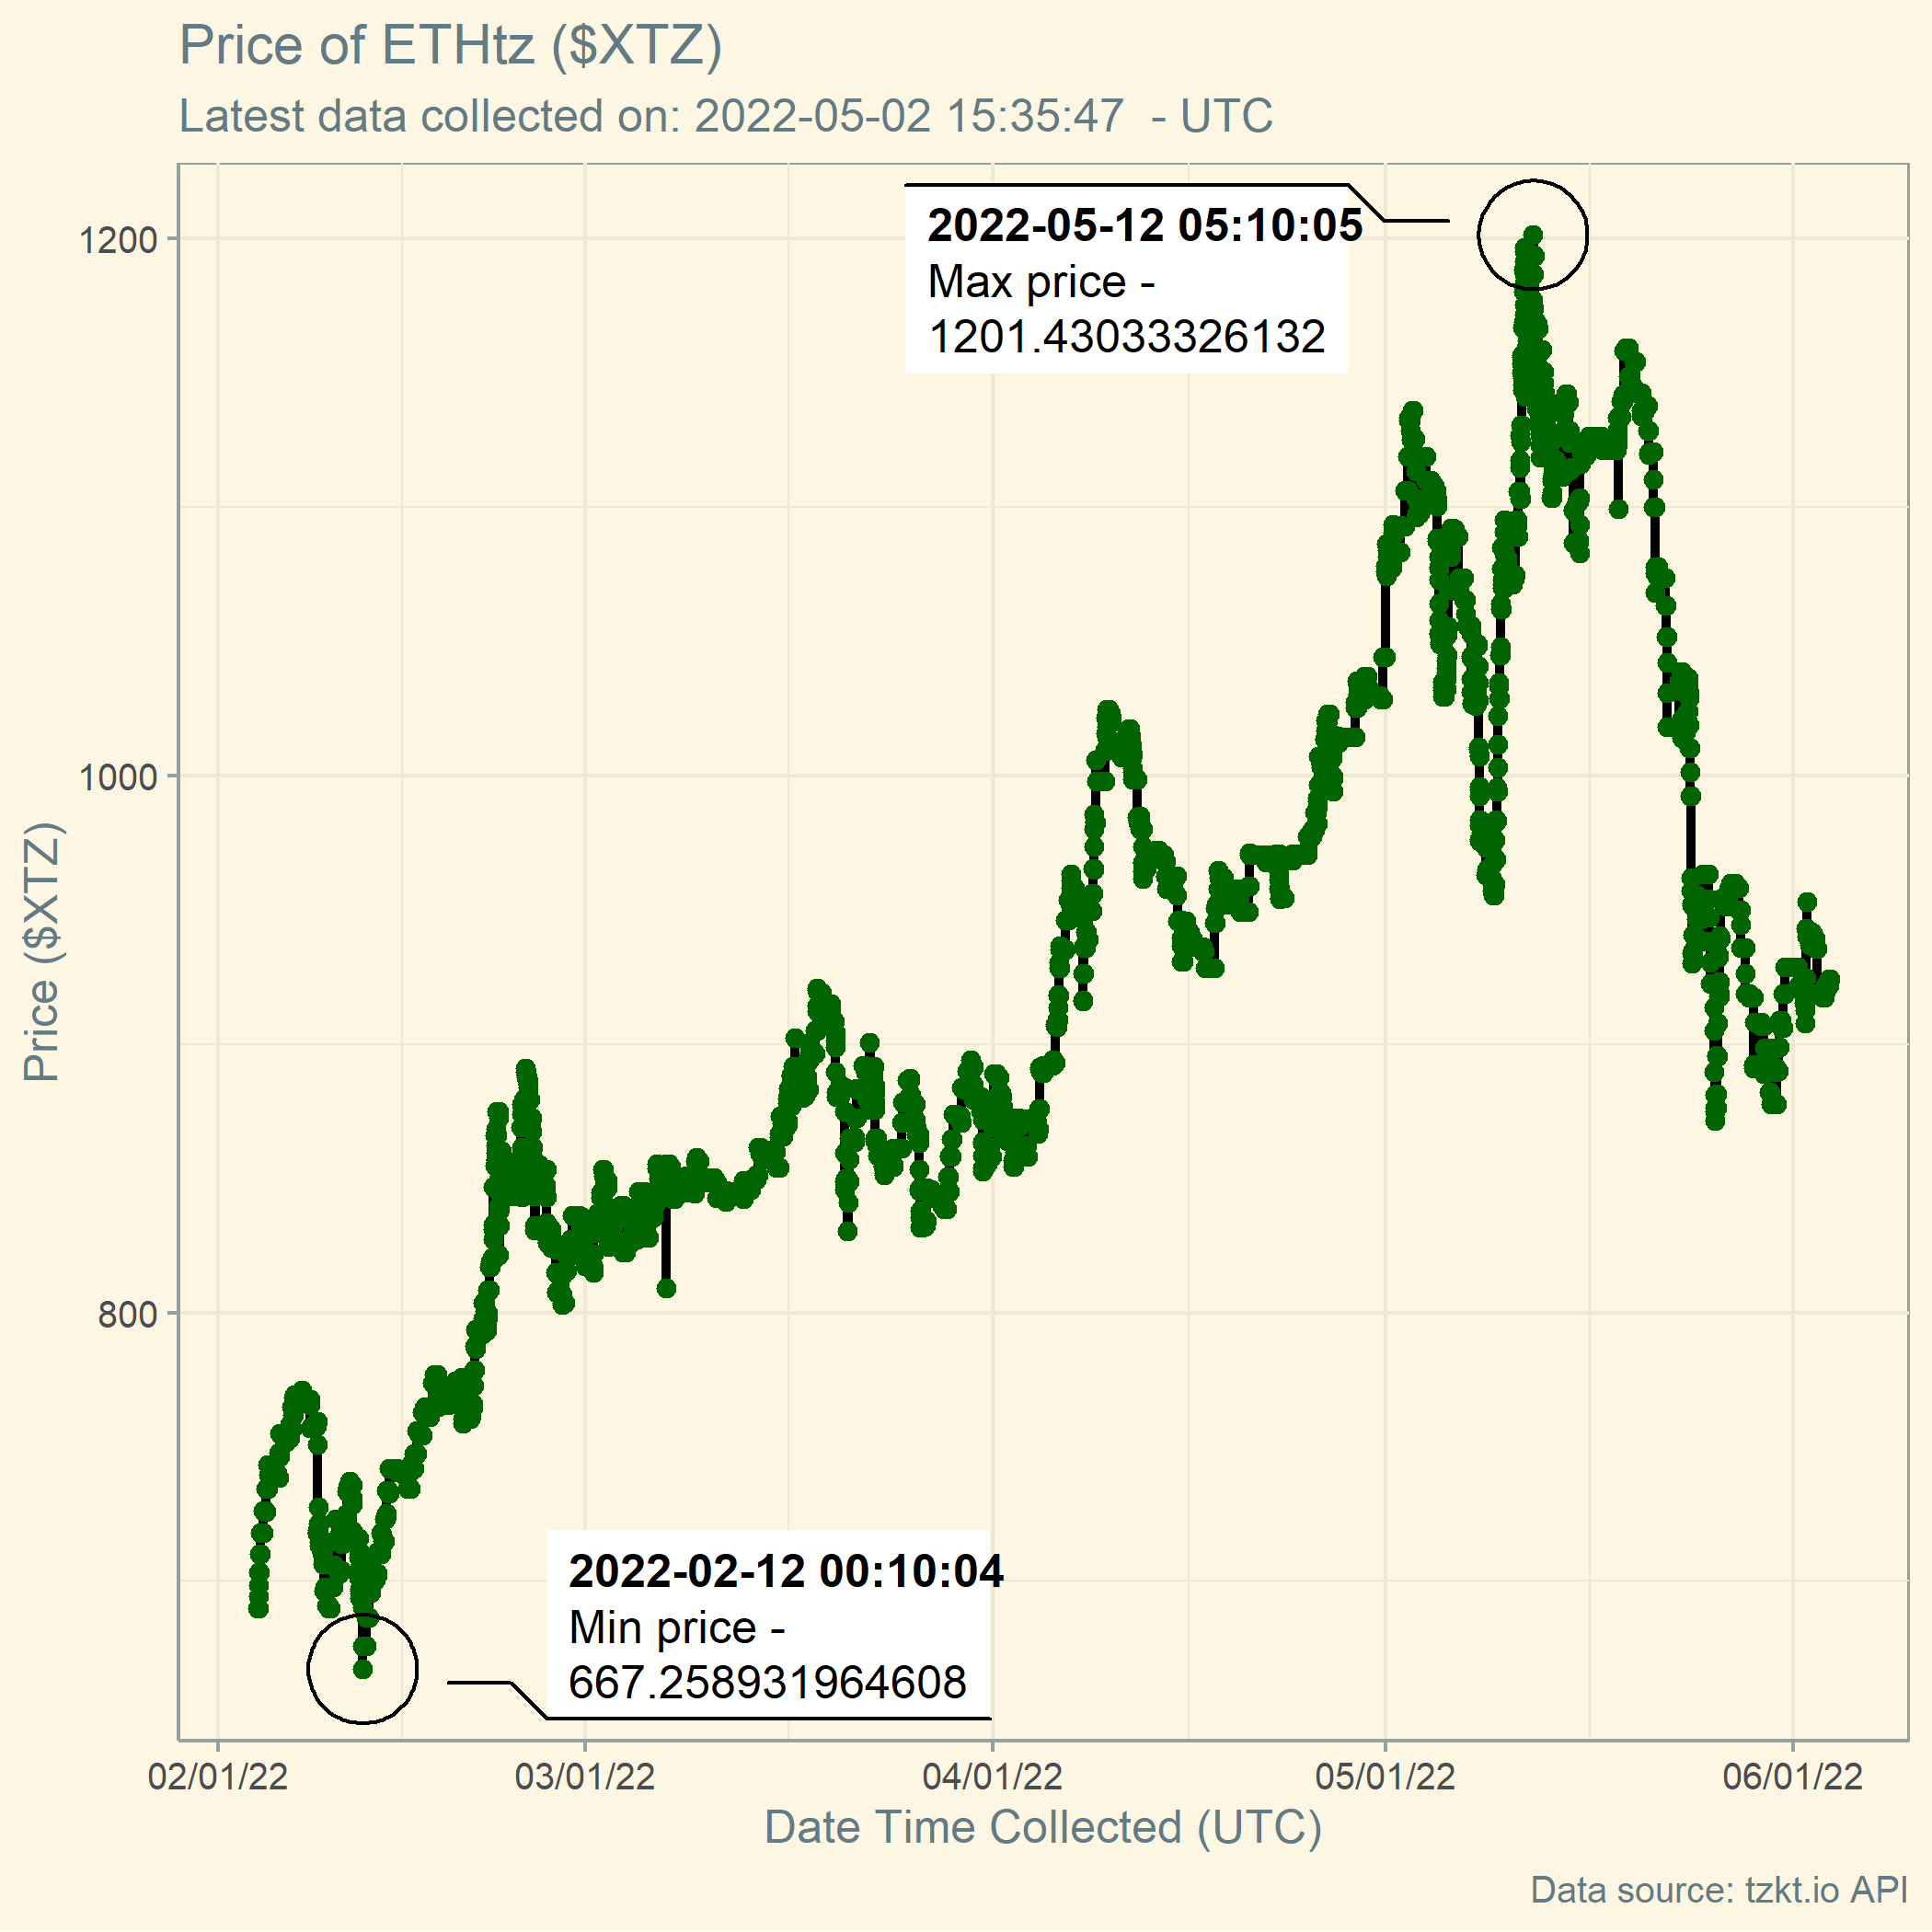 Price of ETHtz ($XTZ)
Latest data collected on: 2022-05-02 15:35:47  - UTC
2022-05-12 05:10:05
Max price -
1201.43033326132
1200
1000
800
Price ($XTZ)
2022-02-12 00:10:04
Min price -
667.258931964608
02/01/22
03/01/22
04/01/22
05/01/22
06/01/22
Date Time Collected (UTC)
Data source: tzkt.io API